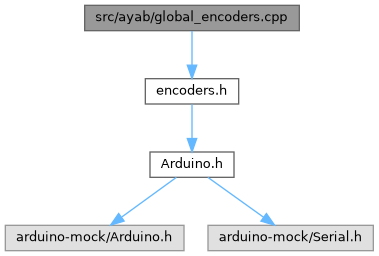 src/ayab/global_encoders.cpp
encoders.h
Arduino.h
arduino-mock/Arduino.h
arduino-mock/Serial.h